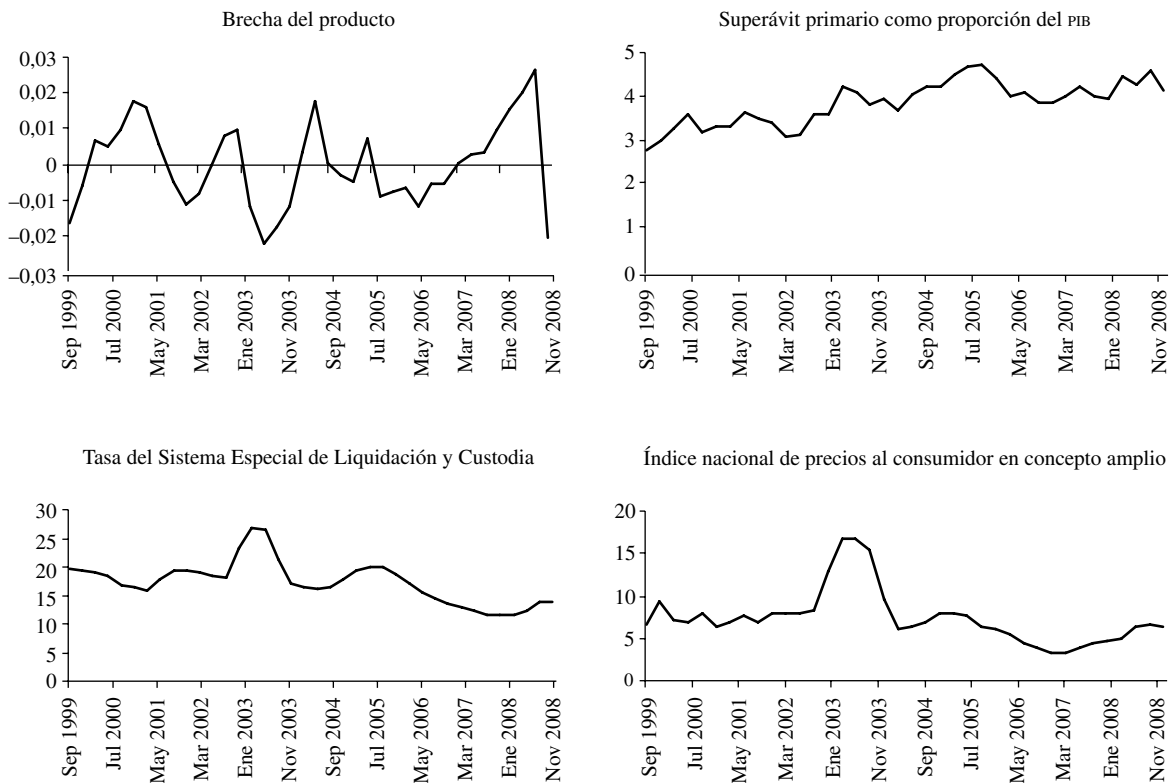 Brecha del producto
0,03
0,02
0,01
0
–0,01
–0,02
–0,03
Sep 1999
Jul 2000
May 2001
Mar 2002
Ene 2003
Nov 2003
Sep 2004
Jul 2005
May 2006
Mar 2007
Ene 2008
Nov 2008
Superávit primario como proporción del PIB
5
4
3
2
1
0
Sep 1999
Jul 2000
May 2001
Mar 2002
Ene 2003
Nov 2003
Sep 2004
Jul 2005
May 2006
Mar 2007
Ene 2008
Nov 2008
Tasa del Sistema Especial de Liquidación y Custodia
30
25
20
15
10
5
0
Sep 1999
Jul 2000
May 2001
Mar 2002
Ene 2003
Nov 2003
Sep 2004
Jul 2005
May 2006
Mar 2007
Ene 2008
Nov 2008
Índice nacional de precios al consumidor en concepto amplio
20
15
10
5
0
Sep 1999
Jul 2000
May 2001
Mar 2002
Ene 2003
Nov 2003
Sep 2004
Jul 2005
May 2006
Mar 2007
Ene 2008
Nov 2008